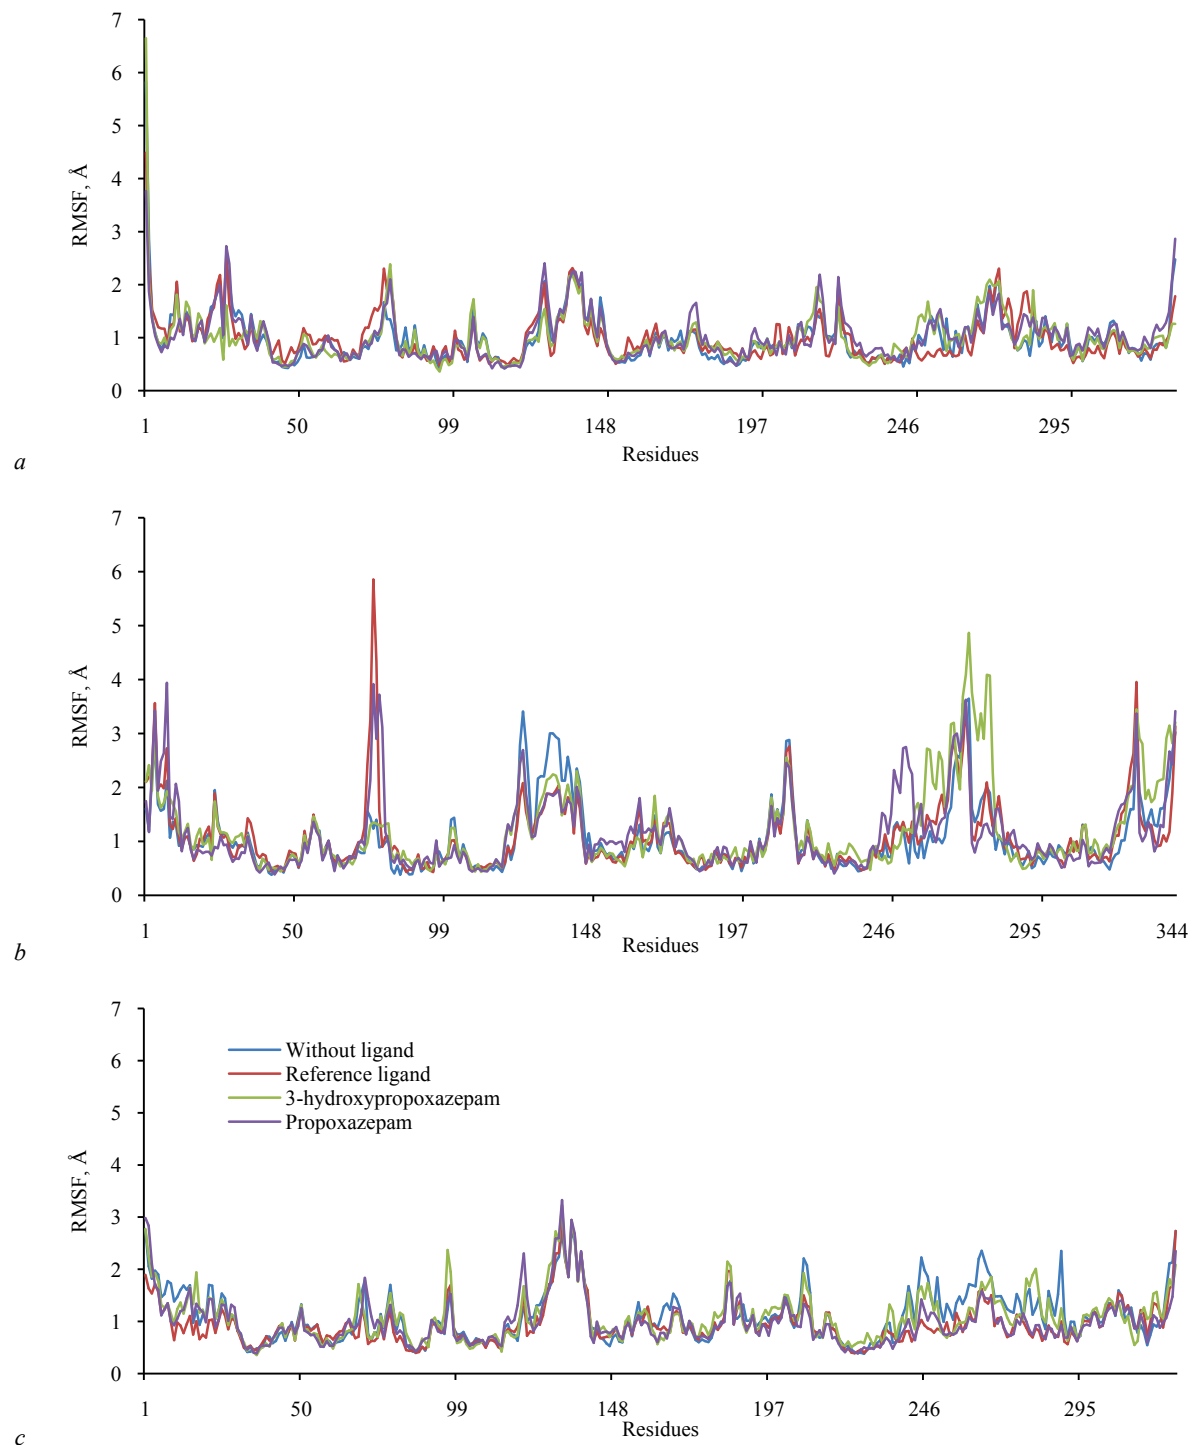 7
6
5
4
3
2
1
0
RMSF, Å
1 50 99 148 197 246 295
Residues
a
7
6
5
4
3
2
1
0
RMSF, Å
1 50 99 148 197 246 295 344
Residues
b
7
6
5
4
3
2
1
0
RMSF, Å
Without ligand
Reference ligand
3-hydroxypropoxazepam
Propoxazepam
1 50 99 148 197 246 295
Residues
c